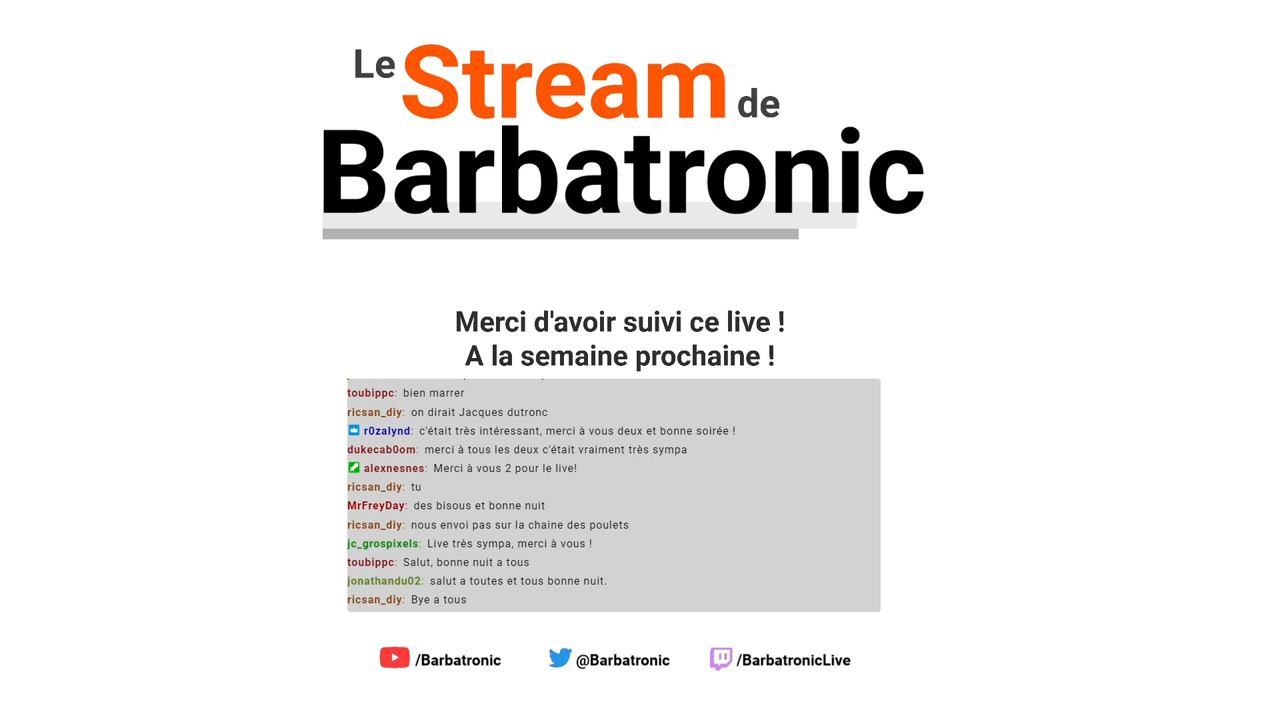 Le Stream de
Barbatronic
Merci d'avoir suivi ce live !
A la semaine prochaine !
toubippc: bien marrer
ricsan_diy: on dirait Jacques dutronc
r0zalynd: c'était très intéressant, merci à vous deux et bonne soirée !
dukecab0om: merci à tous les deux c'était vraiment très sympa
alexnesnes: Merci à vous 2 pour le live!
ricsan_diy: tu
MrFreyDay: des bisous et bonne nuit
ricsan_diy: nous envoi pas sur la chaine des poulets
jc_grospixels: Live très sympa, merci à vous !
toubippc: Salut, bonne nuit a tous
jonathandu02: salut a toutes et tous bonne nuit.
ricsan_diy: Bye a tous
/Barbatronic @Barbatronic /BarbatronicLive